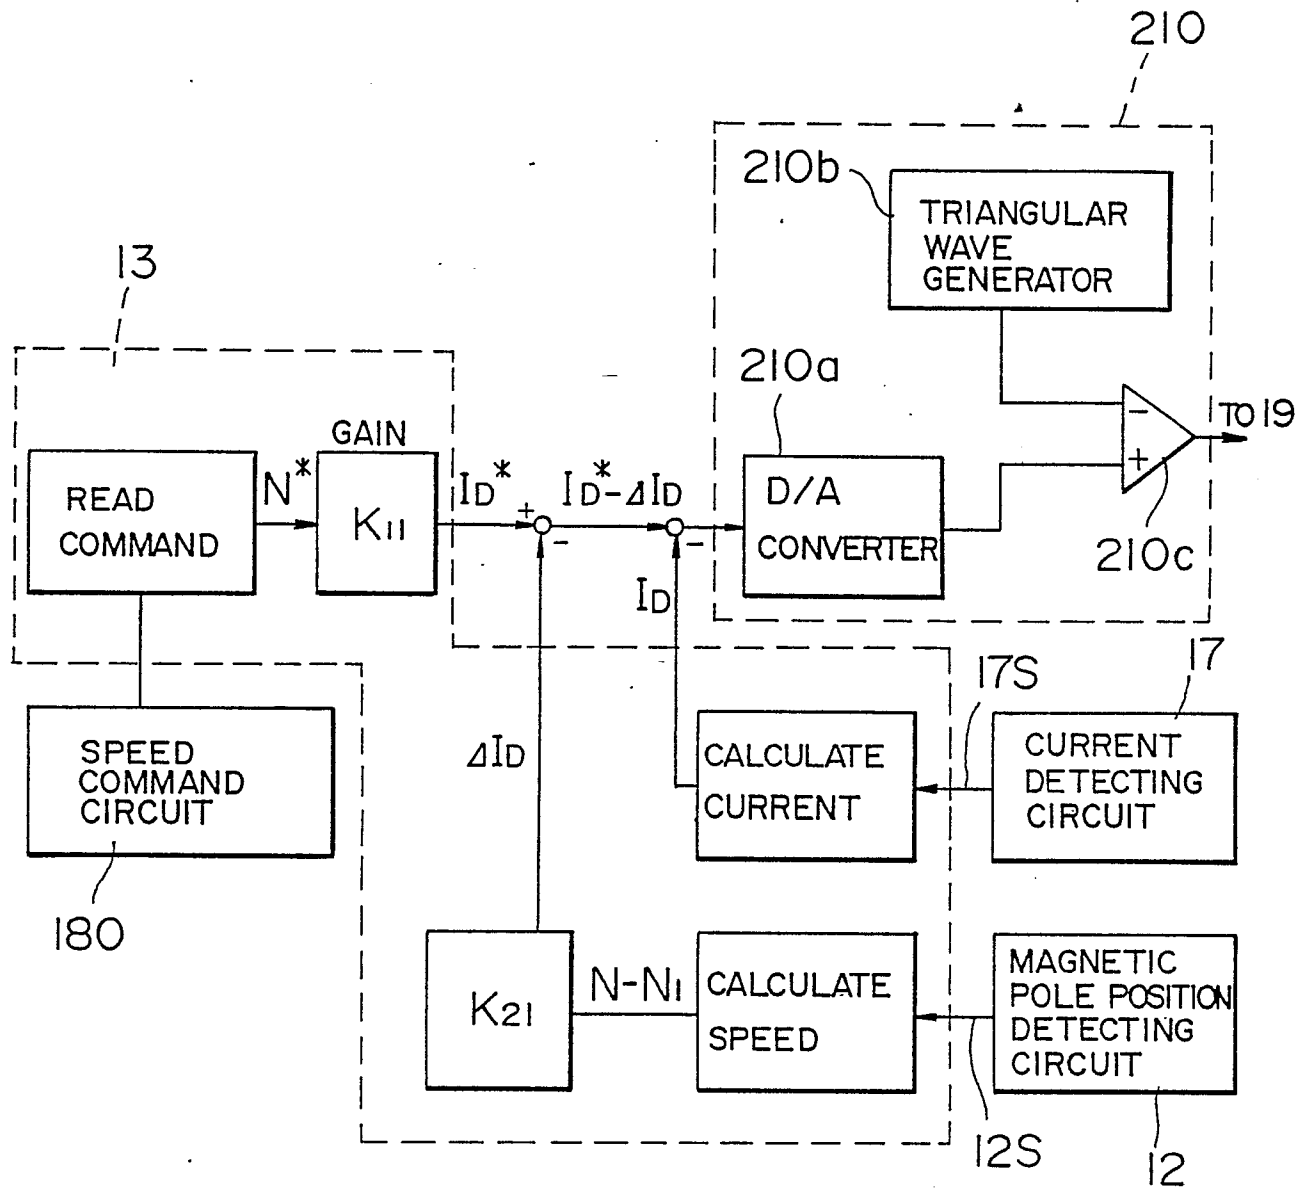 210
210b
TRIANGULAR
WAVE
GENERATOR
13
210a
TO 19
GAIN
READ
COMMAND
N*
K11
ID*
+
-
ID*-ΔID
-
D/A
CONVERTER
-
+
210c
ID
17S
17
SPEED
COMMAND
CIRCUIT
ΔID
CALCULATE
CURRENT
CURRENT
DETECTING
CIRCUIT
180
K21
N-N1
CALCULATE
SPEED
MAGNETIC
POLE POSITION
DETECTING
CIRCUIT
12S
12